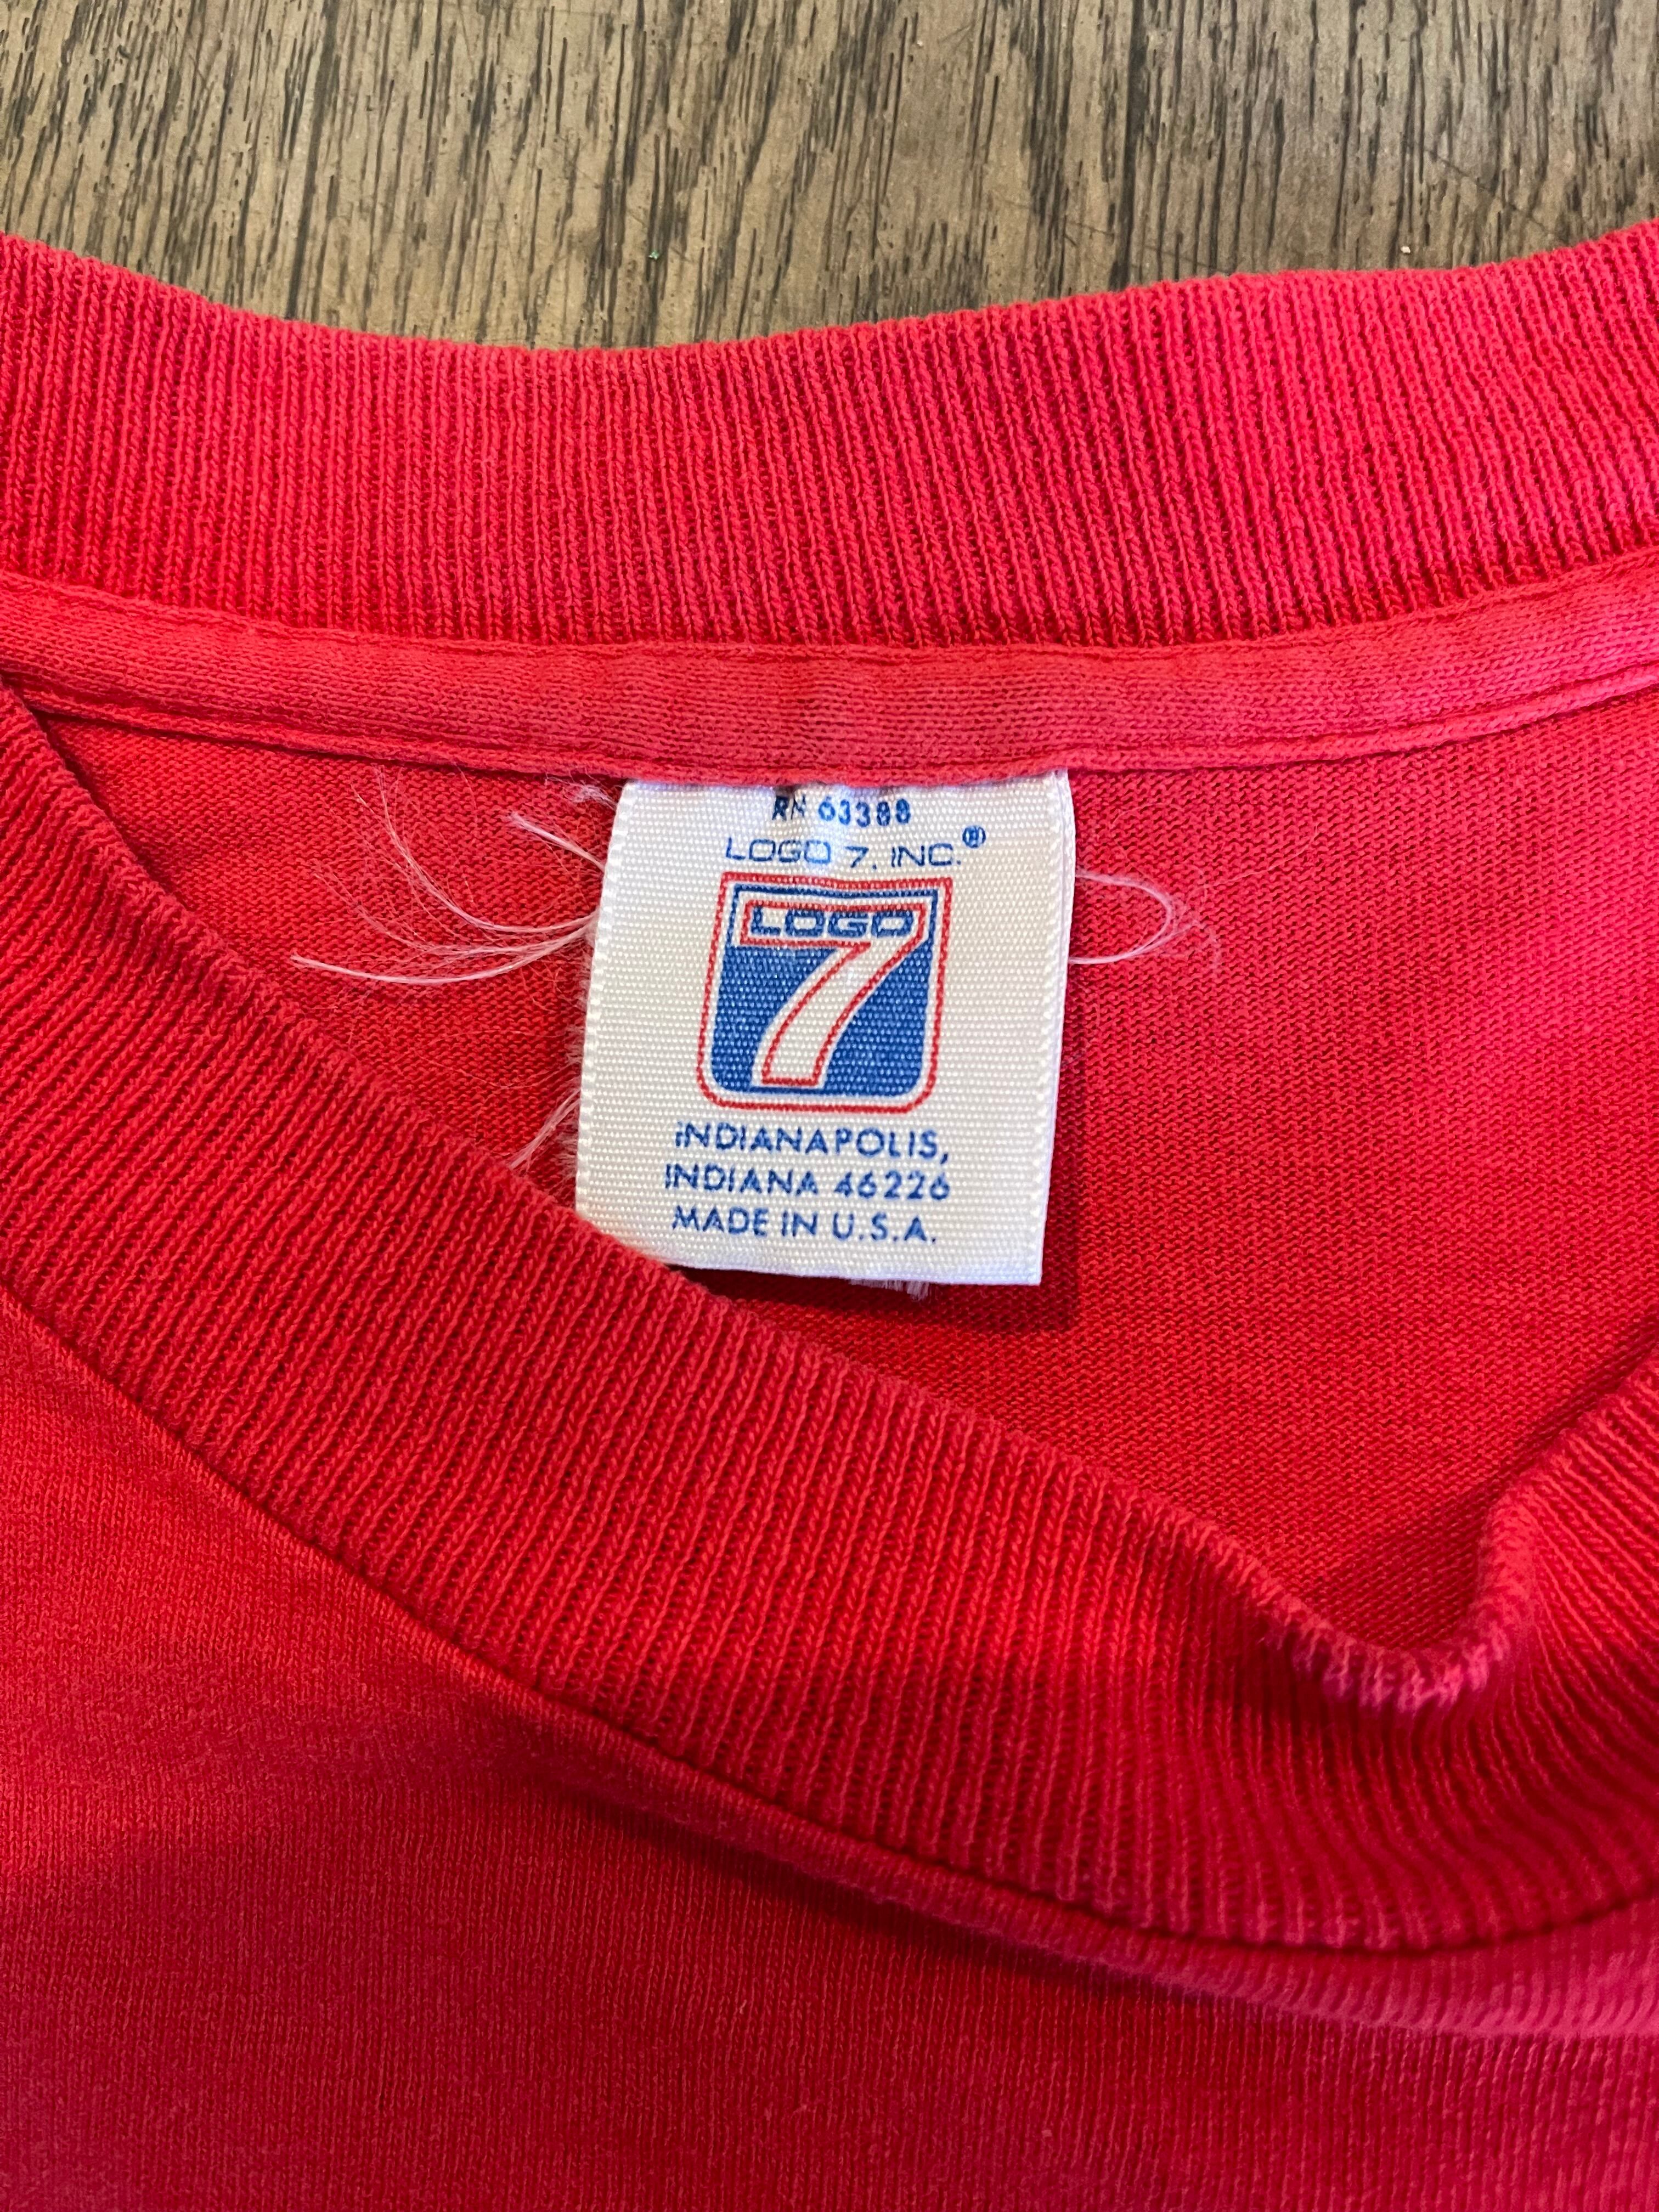 RN 63388
LOGO 7, INC.®
LOGO
7
INDIANAPOLIS,
INDIANA 46226
MADE IN U.S.A.